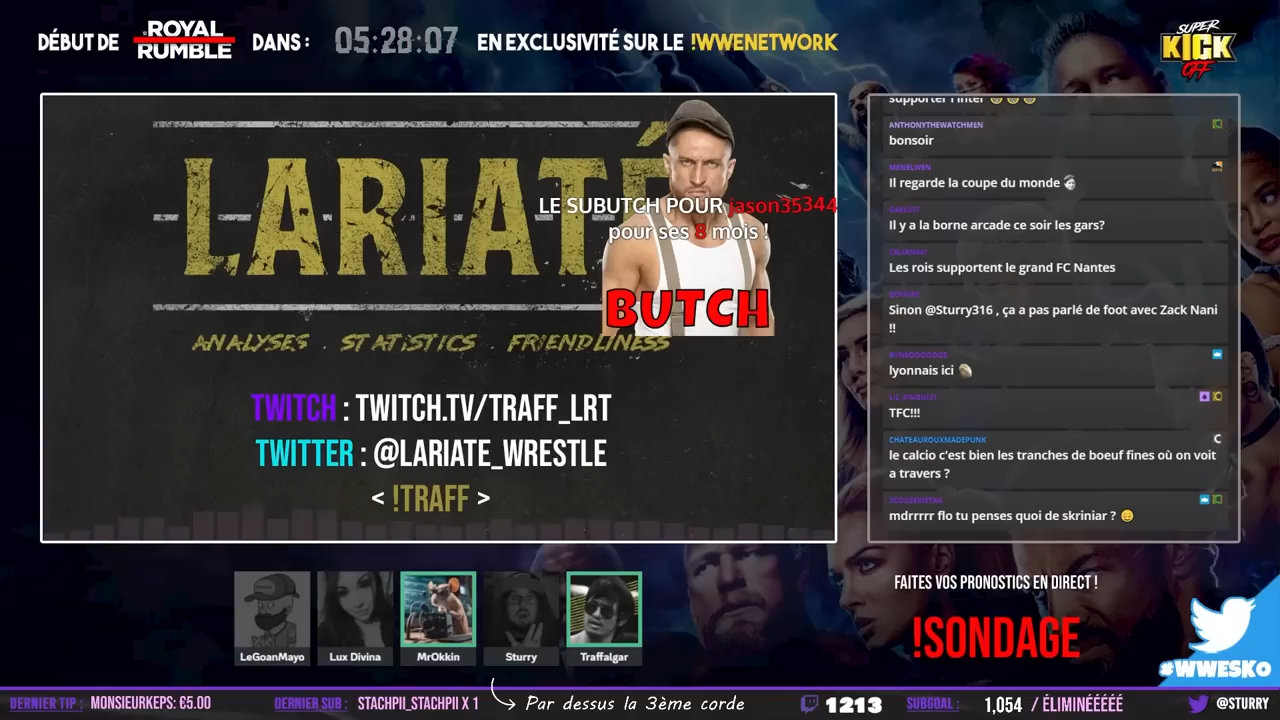 DÉBUT DE ROYAL RUMBLE DANS : 05:28:07 EN EXCLUSIVITÉ SUR LE !WWENETWORK
SUPER KICK OFF
LARIATÉ
LE SUBUTCH POUR jason35344
pour ses 8 mois !
BUTCH
ANALYSES . STATISTICS . FRIENDLINESS
TWITCH : TWITCH.TV/TRAFF_LRT
TWITTER : @LARIATE_WRESTLE
< !TRAFF >
supporter l'inter
ANTHONYTHEWATCHMEN
bonsoir
MENELWEN
Il regarde la coupe du monde
Il y a la borne arcade ce soir les gars?
Les rois supportent le grand FC Nantes
Sinon @Sturry316 , ça a pas parlé de foot avec Zack Nani
!!
lyonnais ici
TFC!!!
CHATEAUROUXMADEPUNK
le calcio c'est bien les tranches de boeuf fines où on voit
a travers ?
mdrrrrr flo tu penses quoi de skriniar ?
LeGoanMayo
Lux Divina
MrOkkin
Sturry
Traffalgar
FAITES VOS PRONOSTICS EN DIRECT !
!SONDAGE
#WWESKO
DERNIER TIP : MONSIEURKEPS: €5.00
DERNIER SUB : STACHPII_STACHPII X 1
Par dessus la 3ème corde
1213
SUBGOAL : 1,054 / ÉLIMINÉÉÉÉÉ
@STURRY